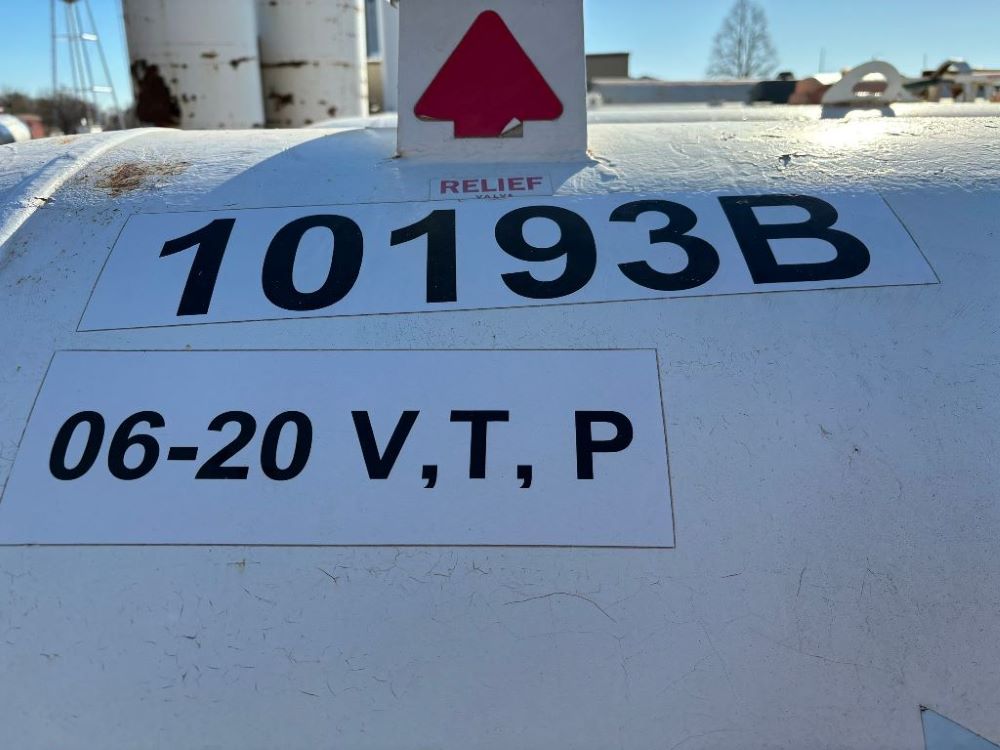 RELIEF
VALVE
10193B
06-20 V,T, P